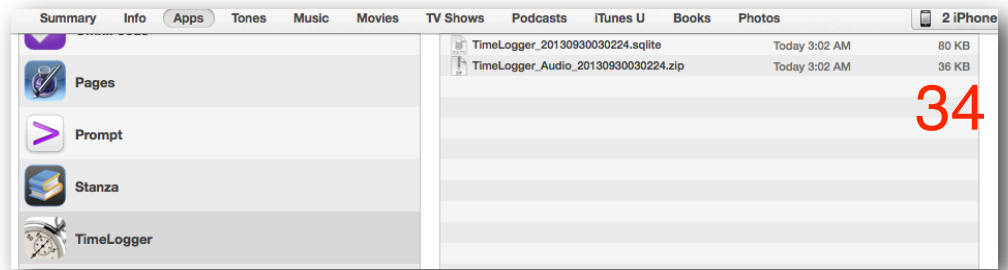 Summary Info Apps Tones Music Movies TV Shows Podcasts iTunes U Books Photos 2 iPhone
TimeLogger_20130930030224.sqlite Today 3:02 AM 80 KB
TimeLogger_Audio_20130930030224.zip Today 3:02 AM 36 KB
34
Pages
Prompt
Stanza
TimeLogger